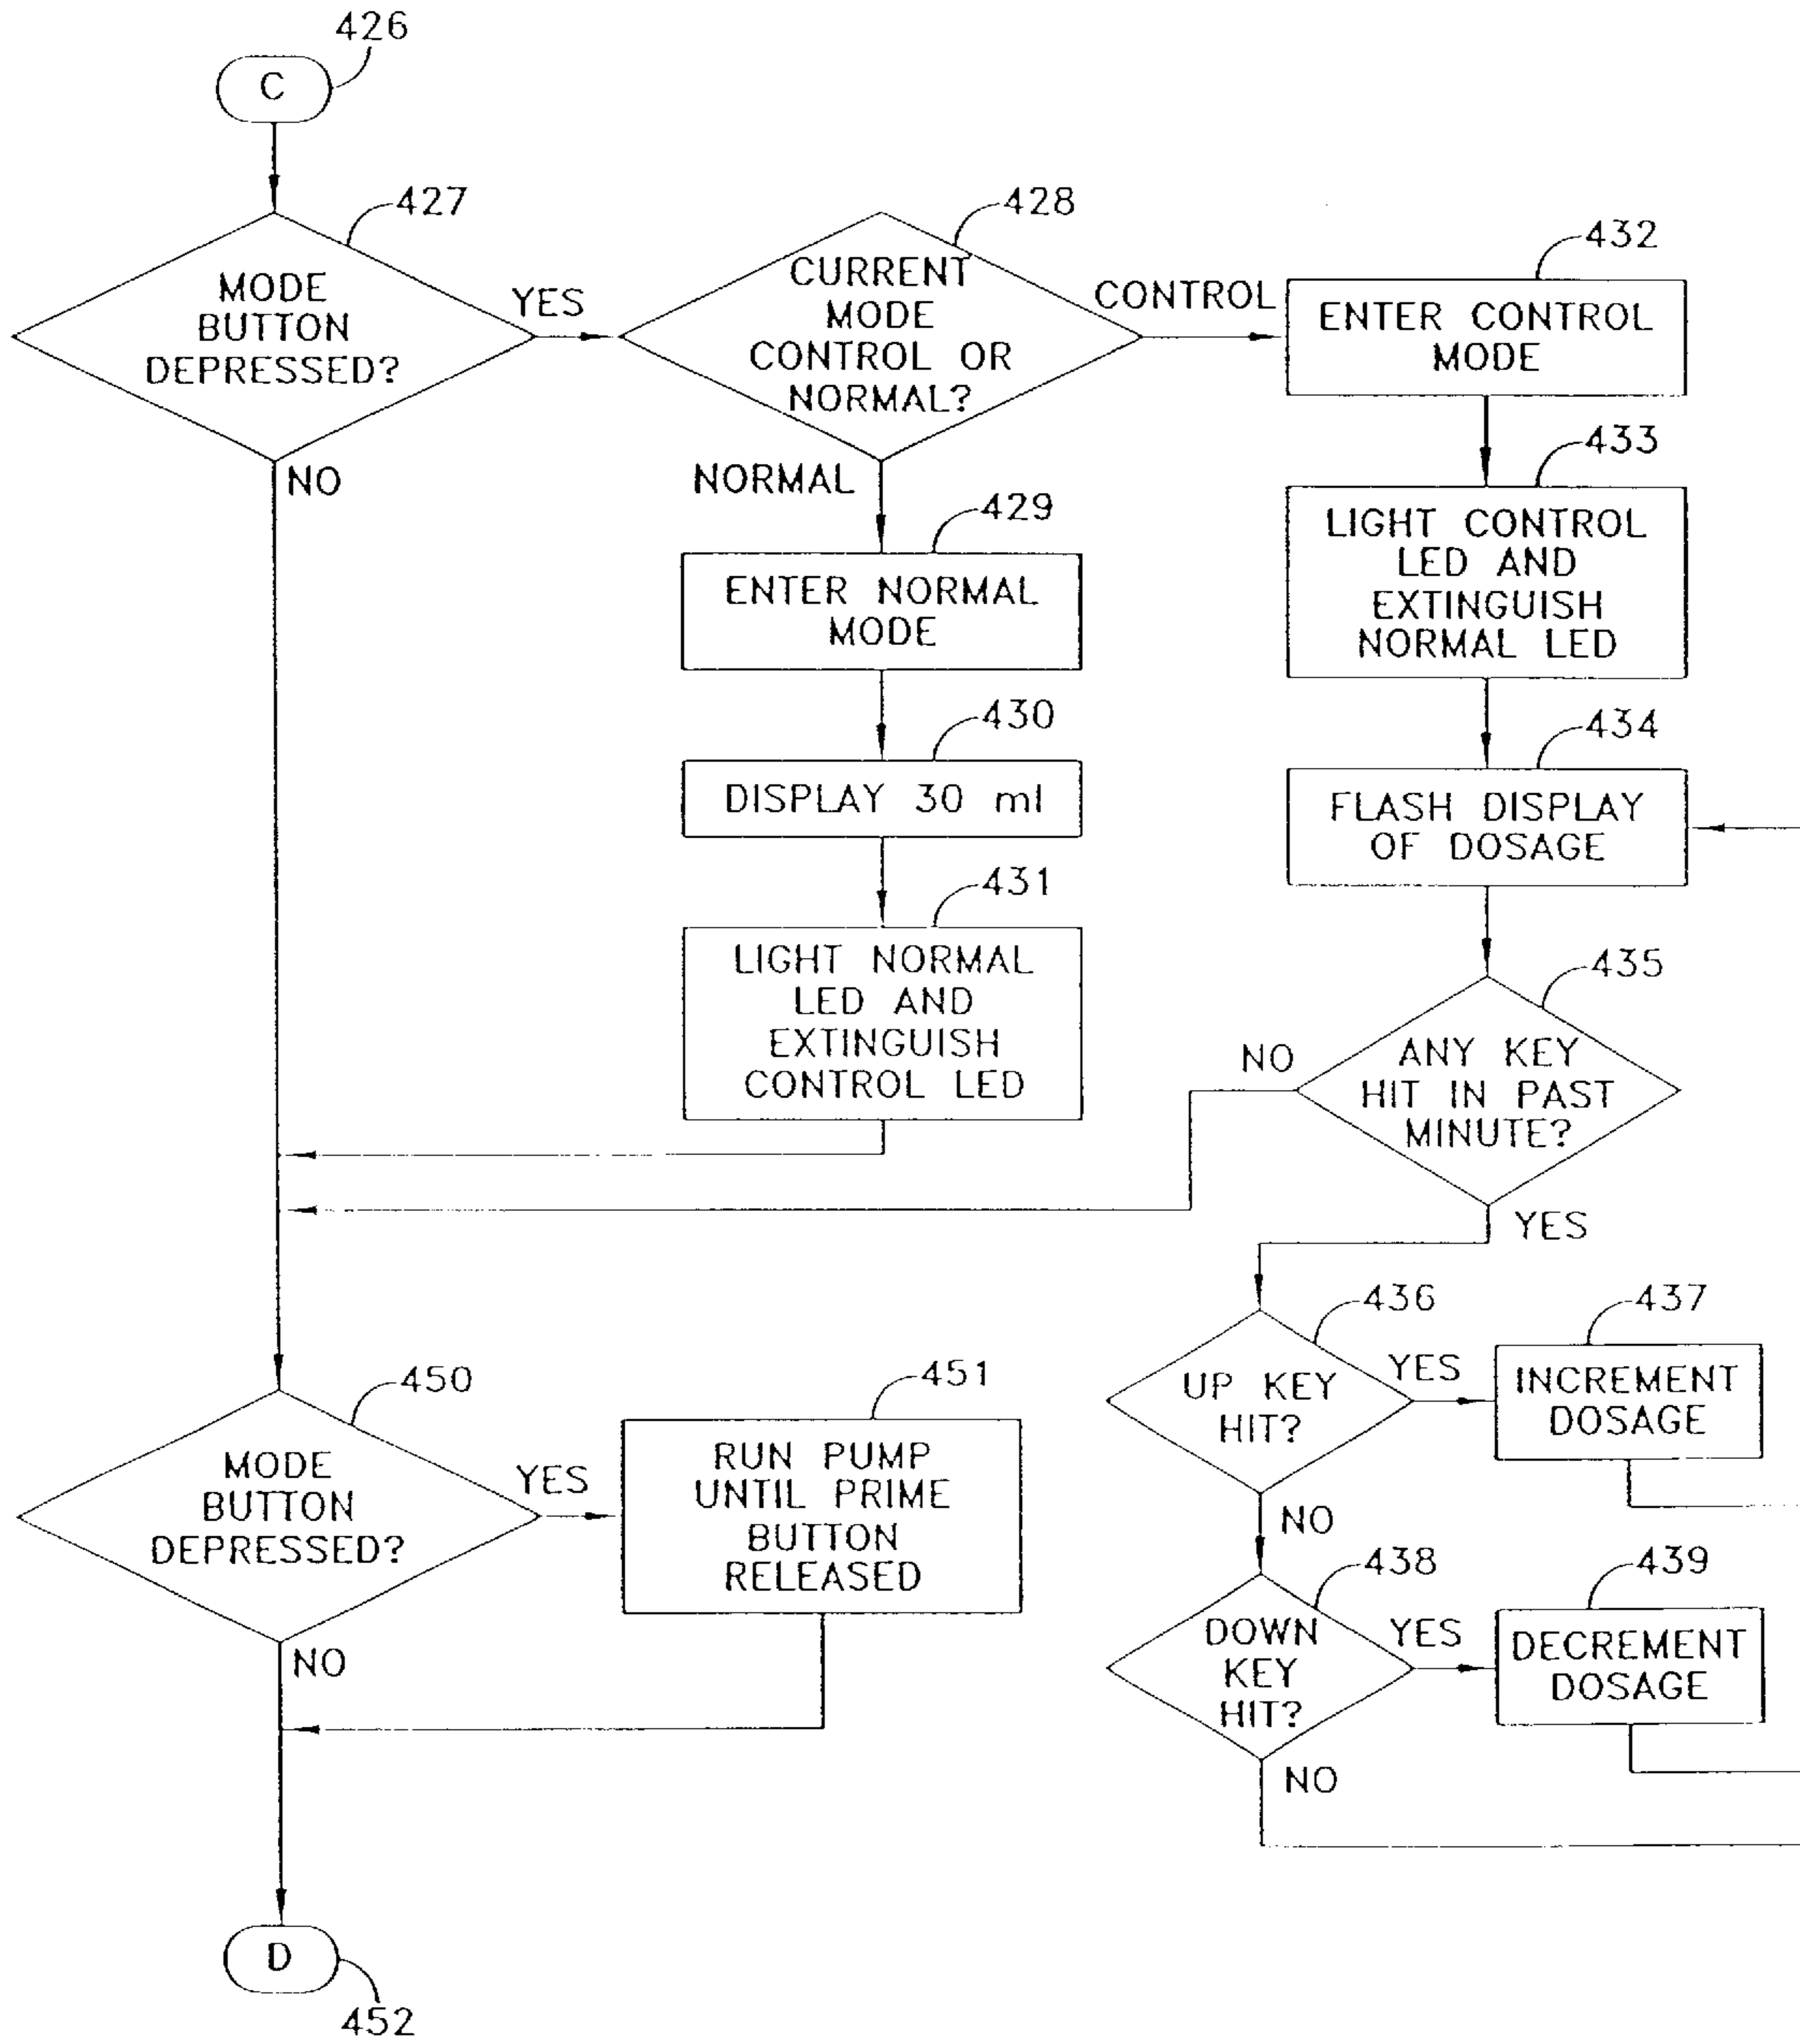 426
C
427
MODE
BUTTON
DEPRESSED?
YES
NO
428
CURRENT
MODE
CONTROL OR
NORMAL?
CONTROL
NORMAL
432
ENTER CONTROL
MODE
433
LIGHT CONTROL
LED AND
EXTINGUISH
NORMAL LED
429
ENTER NORMAL
MODE
430
DISPLAY 30 ml
431
LIGHT NORMAL
LED AND
EXTINGUISH
CONTROL LED
434
FLASH DISPLAY
OF DOSAGE
435
ANY KEY
HIT IN PAST
MINUTE?
NO
YES
436
UP KEY
HIT?
YES
NO
437
INCREMENT
DOSAGE
438
DOWN
KEY
HIT?
YES
NO
439
DECREMENT
DOSAGE
450
MODE
BUTTON
DEPRESSED?
YES
NO
451
RUN PUMP
UNTIL PRIME
BUTTON
RELEASED
D
452